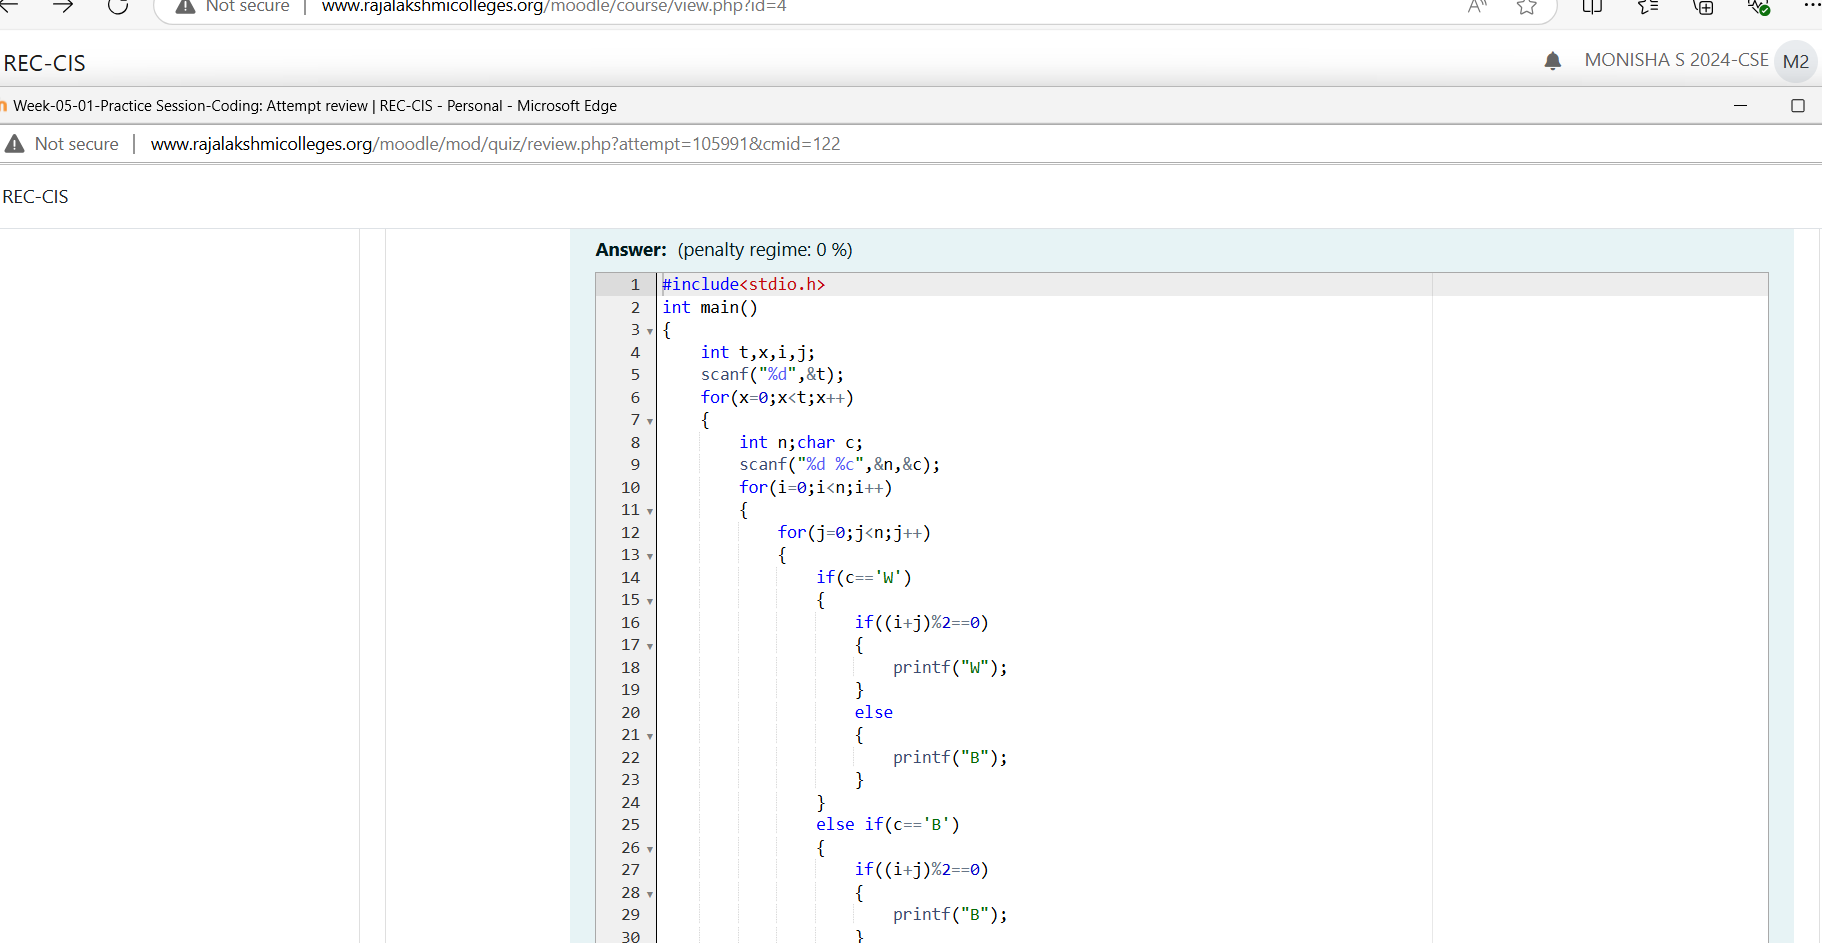 Not secure | www.rajalakshmicolleges.org/moodle/course/view.php?id=4
REC-CIS
MONISHA S 2024-CSE M2
Week-05-01-Practice Session-Coding: Attempt review | REC-CIS - Personal - Microsoft Edge
Not secure | www.rajalakshmicolleges.org/moodle/mod/quiz/review.php?attempt=105991&cmid=122
REC-CIS
Answer: (penalty regime: 0 %)
1 #include<stdio.h>
2 int main()
3 {
4 int t,x,i,j;
5 scanf("%d",&t);
6 for(x=0;x<t;x++)
7 {
8 int n;char c;
9 scanf("%d %c",&n,&c);
10 for(i=0;i<n;i++)
11 {
12 for(j=0;j<n;j++)
13 {
14 if(c=='W')
15 {
16 if((i+j)%2==0)
17 {
18 printf("W");
19 }
20 else
21 {
22 printf("B");
23 }
24 }
25 else if(c=='B')
26 {
27 if((i+j)%2==0)
28 {
29 printf("B");
30 }